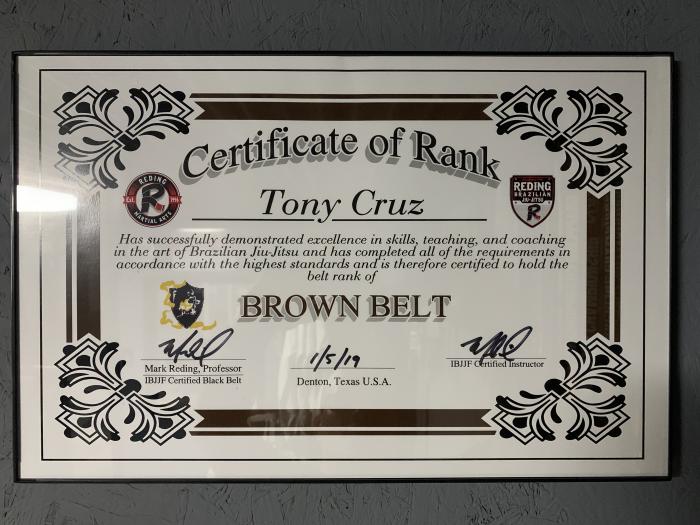 Certificate of Rank
REDING
Est. 1996
R
MARTIAL ARTS
Tony Cruz
REDING
BRAZILIAN
JIU-JITSU
R
Has successfully demonstrated excellence in skills, teaching, and coaching
in the art of Brazilian Jiu-Jitsu and has completed all of the requirements in
accordance with the highest standards and is therefore certified to hold the
belt rank of
BROWN BELT
Mark Reding, Professor
IBJJF Certified Black Belt
1/5/19
Denton, Texas U.S.A.
IBJJF Certified Instructor